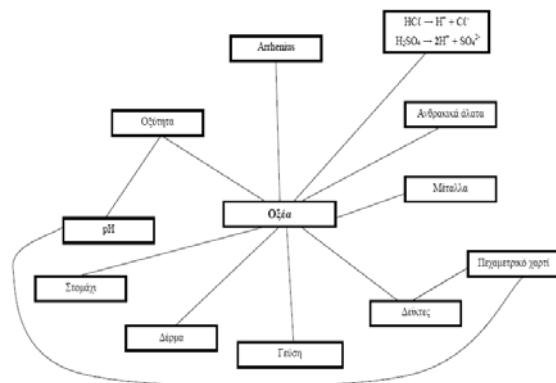 HCℓ → H⁺ + Cℓ⁻
H₂SO₄ → 2H⁺ + SO₄²⁻
Arrhenius
Ανθρακικά άλατα
Οξύτητα
Μέταλλα
Οξέα
pH
Πεχαμετρικό χαρτί
Στομάχι
Δείκτες
Δέρμα
Γεύση